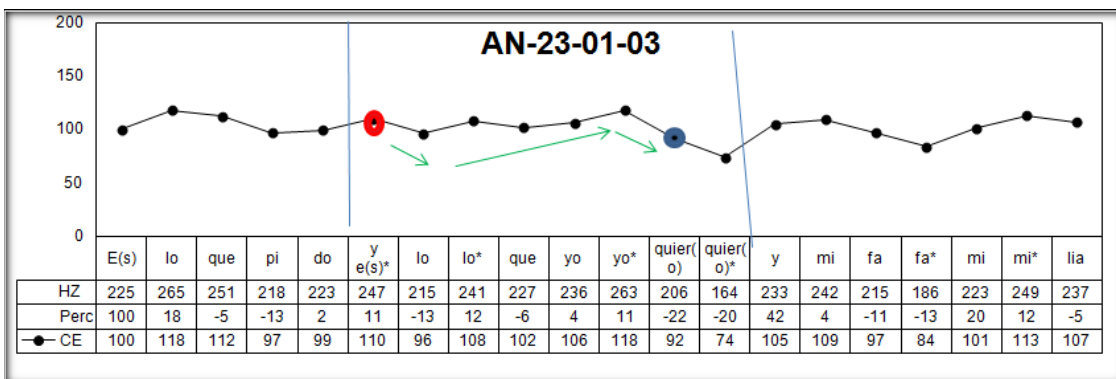 AN-23-01-03
200
150
100
50
0
E(s) lo que pi do y e(s)* lo lo* que yo yo* quier(o) quier(o)* y mi fa fa* mi mi* lia
HZ 225 265 251 218 223 247 215 241 227 236 263 206 164 233 242 215 186 223 249 237
Perc 100 18 -5 -13 2 11 -13 12 -6 4 11 -22 -20 42 4 -11 -13 20 12 -5
CE 100 118 112 97 99 110 96 108 102 106 118 92 74 105 109 97 84 101 113 107